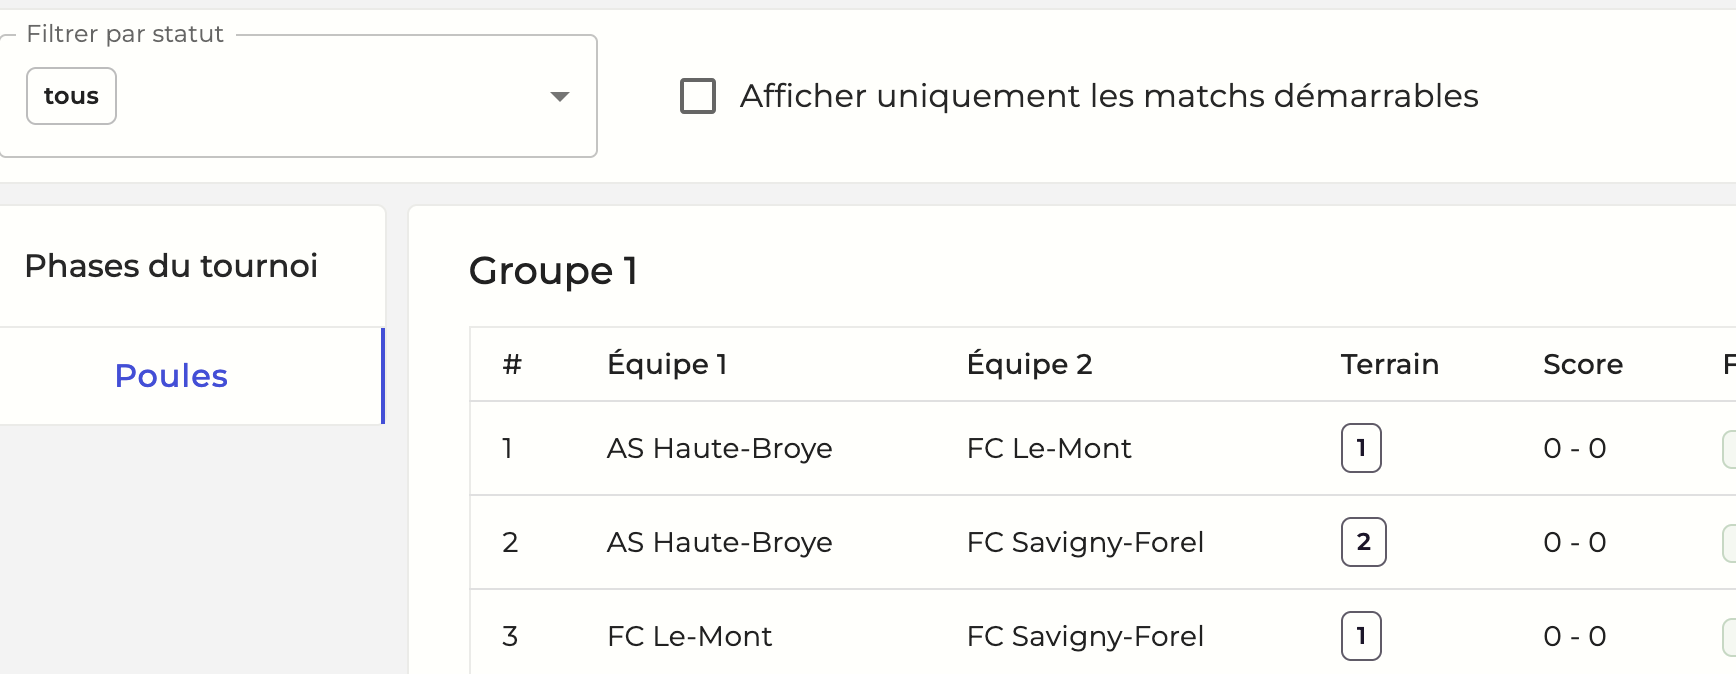 Filtrer par statut
tous
Afficher uniquement les matchs démarrables
Phases du tournoi
Poules
Groupe 1
# Équipe 1 Équipe 2 Terrain Score
1 AS Haute-Broye FC Le-Mont 1 0 - 0
2 AS Haute-Broye FC Savigny-Forel 2 0 - 0
3 FC Le-Mont FC Savigny-Forel 1 0 - 0